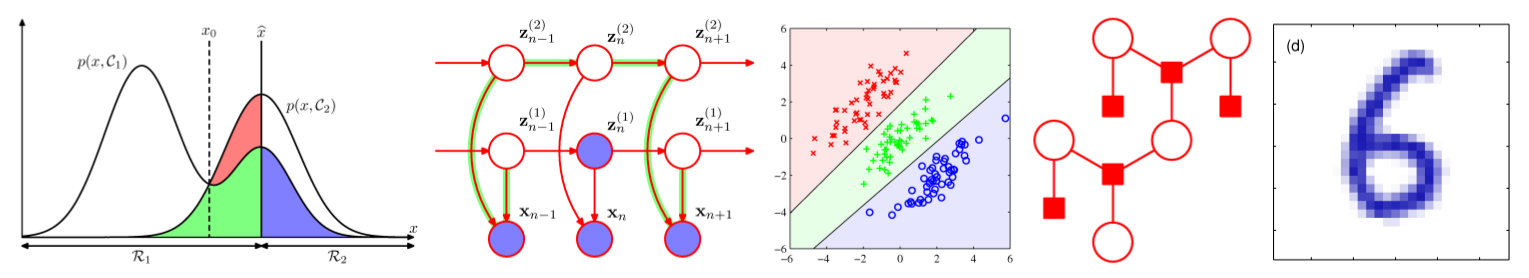 x₀ x̂
p(x, 𝒞₁)
p(x, 𝒞₂)
x
ℛ₁ ℛ₂
z⁽²⁾ₙ₋₁ z⁽²⁾ₙ z⁽²⁾ₙ₊₁
z⁽¹⁾ₙ₋₁ z⁽¹⁾ₙ z⁽¹⁾ₙ₊₁
xₙ₋₁ xₙ xₙ₊₁
6
4
2
0
−2
−4
−6
−6 −4 −2 0 2 4 6
(d)
6